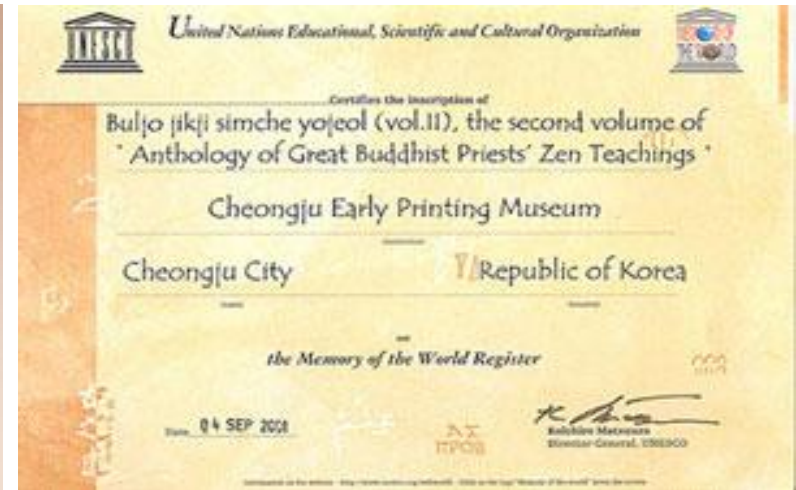 UNESCO
United Nations Educational, Scientific and Cultural Organization
Certifies the inscription of
Buljo jikji simche yojeol (vol.II), the second volume of
"Anthology of Great Buddhist Priests' Zen Teachings"
Cheongju Early Printing Museum
Cheongju City Republic of Korea
on
the Memory of the World Register
Date 04 SEP
Koichiro Matsuura
Director-General, UNESCO